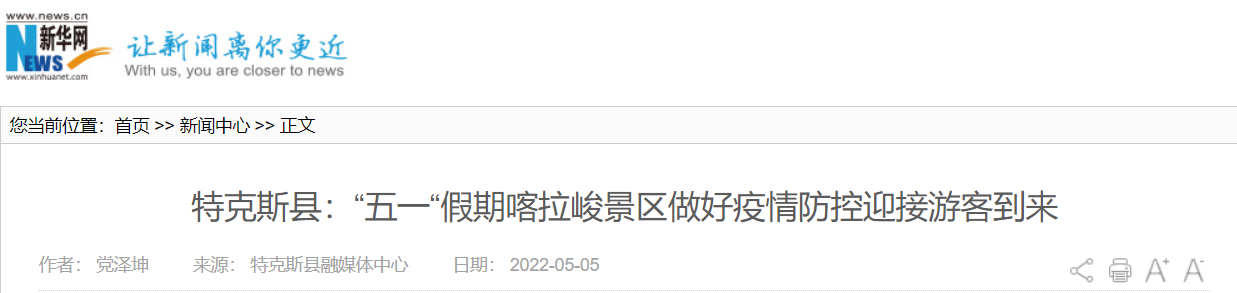 www.news.cn
新华网
NEWS
www.xinhuanet.com
让新闻离你更近
With us, you are closer to news
您当前位置：首页 >> 新闻中心 >> 正文
特克斯县：“五一“假期喀拉峻景区做好疫情防控迎接游客到来
作者： 党泽坤 来源： 特克斯县融媒体中心 日期： 2022-05-05
A+ A-